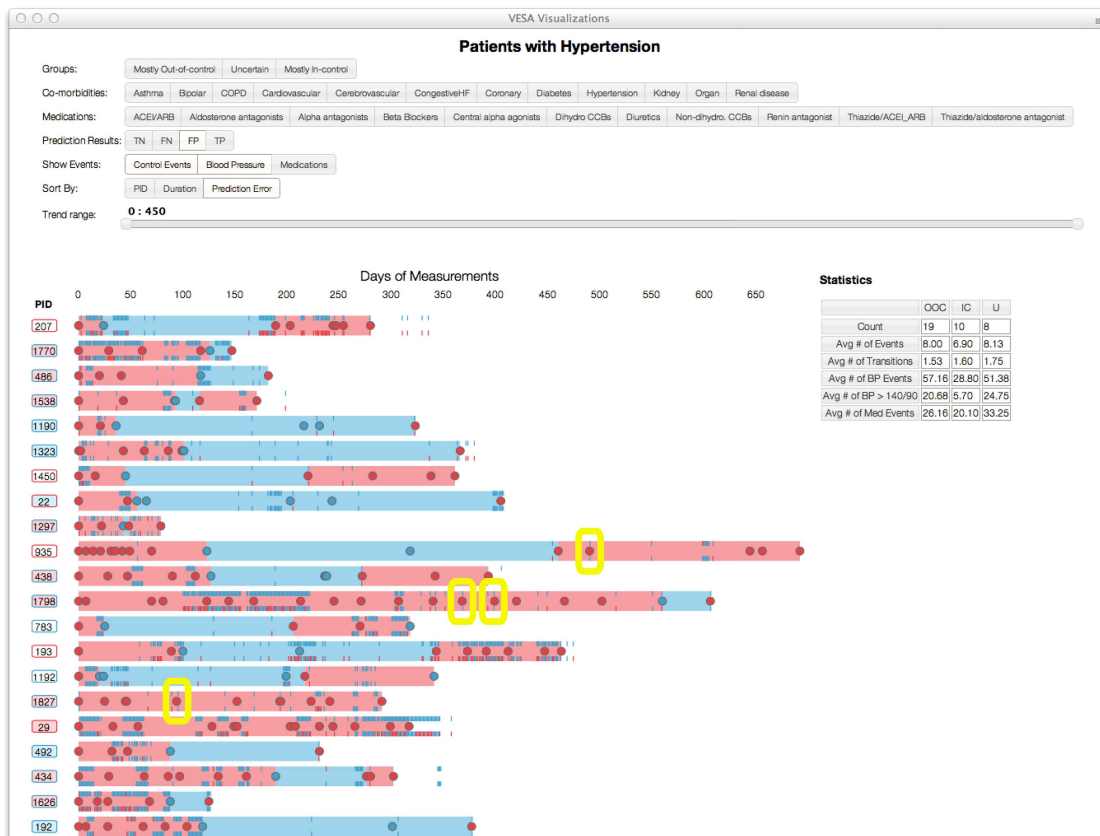 VESA Visualizations
Patients with Hypertension
Groups: Mostly Out-of-control Uncertain Mostly In-control
Co-morbidities: Asthma Bipolar COPD Cardiovascular Cerebrovascular CongestiveHF Coronary Diabetes Hypertension Kidney Organ Renal disease
Medications: ACEI/ARB Aldosterone antagonists Alpha antagonists Beta Blockers Central alpha agonists Dihydro CCBs Diuretics Non-dihydro. CCBs Renin antagonist Thiazide/ACEI_ARB Thiazide/aldosterone antagonist
Prediction Results: TN FN FP TP
Show Events: Control Events Blood Pressure Medications
Sort By: PID Duration Prediction Error
Trend range: 0 : 450
Days of Measurements
PID 0 50 100 150 200 250 300 350 400 450 500 550 600 650
207
1770
486
1538
1190
1323
1450
22
1297
935
438
1798
783
193
1192
1827
29
492
434
1626
192
Statistics
OOC IC U
Count 19 10 8
Avg # of Events 8.00 6.90 8.13
Avg # of Transitions 1.53 1.60 1.75
Avg # of BP Events 57.16 28.80 51.38
Avg # of BP > 140/90 20.68 5.70 24.75
Avg # of Med Events 26.16 20.10 33.25